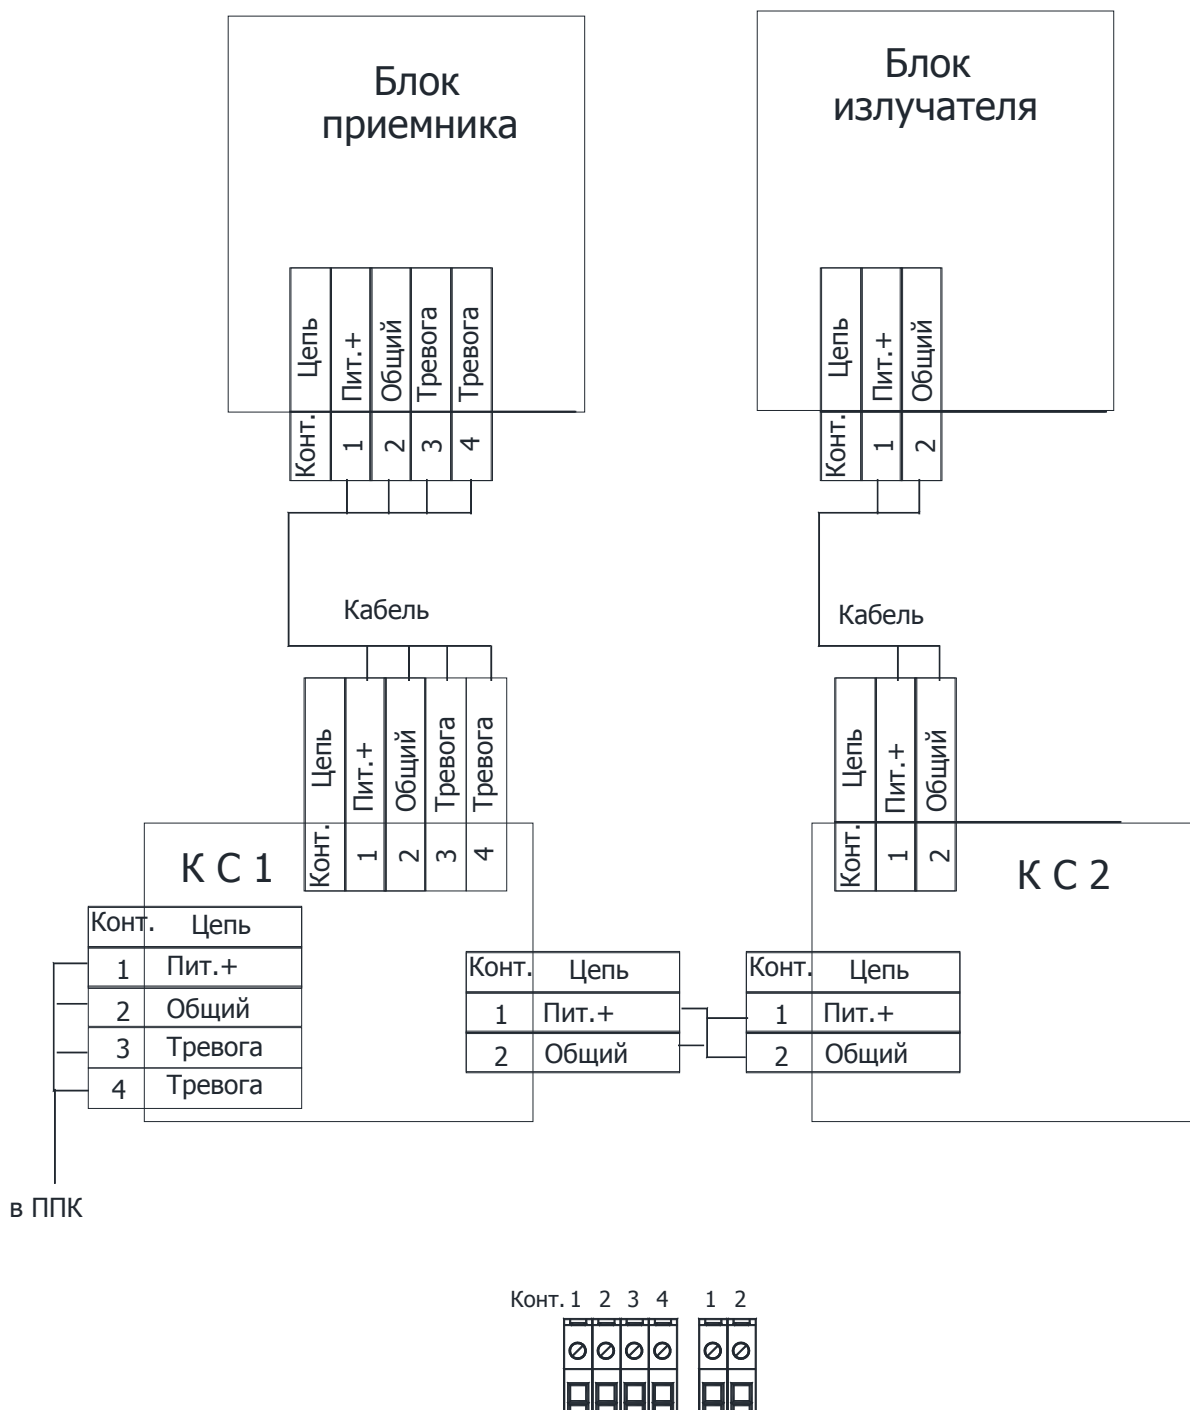 Блок
приемника
Блок
излучателя
Цепь
Пит.+
Общий
Тревога
Тревога
Конт.
1
2
3
4
Цепь
Пит.+
Общий
Конт.
1
2
Кабель
Кабель
Цепь
Пит.+
Общий
Тревога
Тревога
Конт.
1
2
3
4
Цепь
Пит.+
Общий
Конт.
1
2
К С 1
К С 2
Конт. Цепь
1 Пит.+
2 Общий
3 Тревога
4 Тревога
Конт. Цепь
1 Пит.+
2 Общий
Конт. Цепь
1 Пит.+
2 Общий
в ППК
Конт. 1 2 3 4 1 2